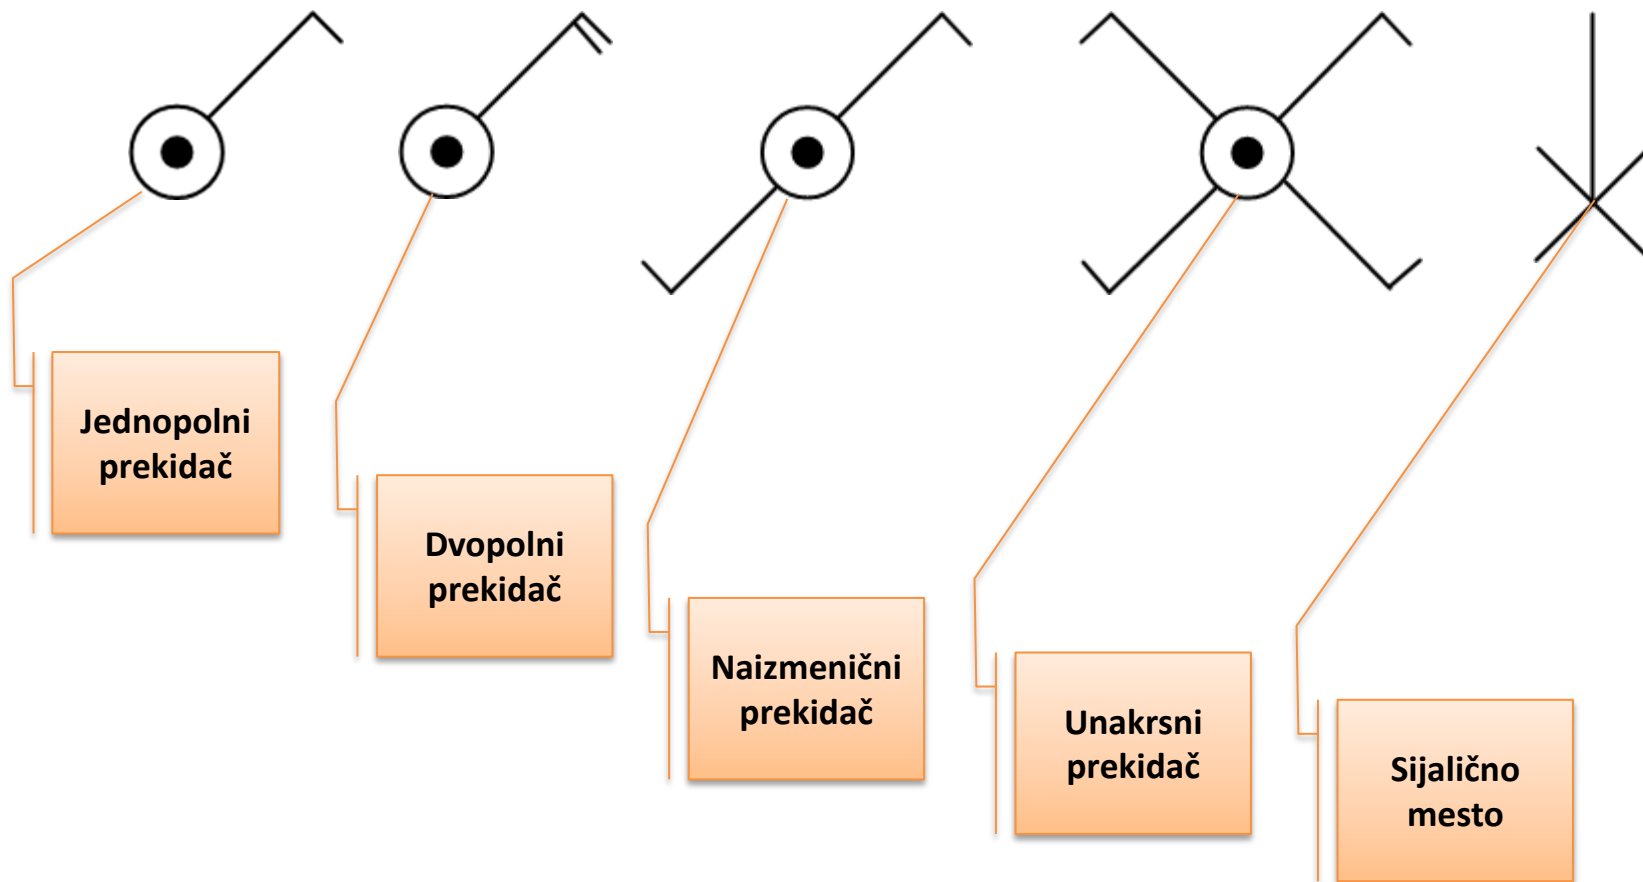 Jednopolni
prekidač
Dvopolni
prekidač
Naizmenični
prekidač
Unakrsni
prekidač
Sijalično
mesto